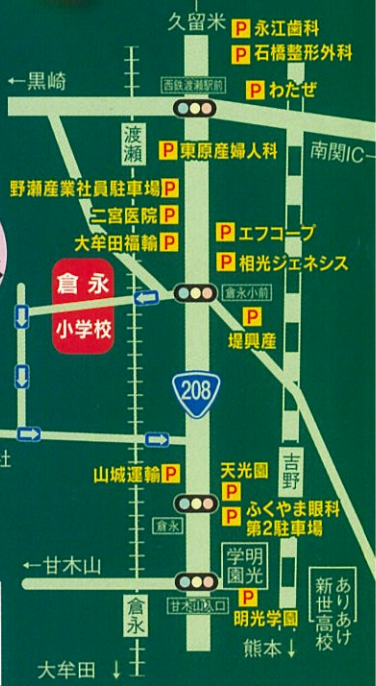 久留米
P 永江歯科
P 石橋整形外科
←黒崎
西鉄渡瀬駅前
P わたぜ
渡瀬
P 東原産婦人科
南関IC→
野瀬産業社員駐車場 P
二宮医院 P
大牟田福輸 P
P エフコープ
P 相光ジェネシス
倉永
小学校
倉永小前
P
堤興産
208
社
山城運輸 P
天光園
P
吉野
P ふくやま眼科
第2駐車場
倉永
←甘木山
明光
学園
甘木山入口
P
明光学園
倉永
ありあけ
新世高校
熊本↓
大牟田 ↓